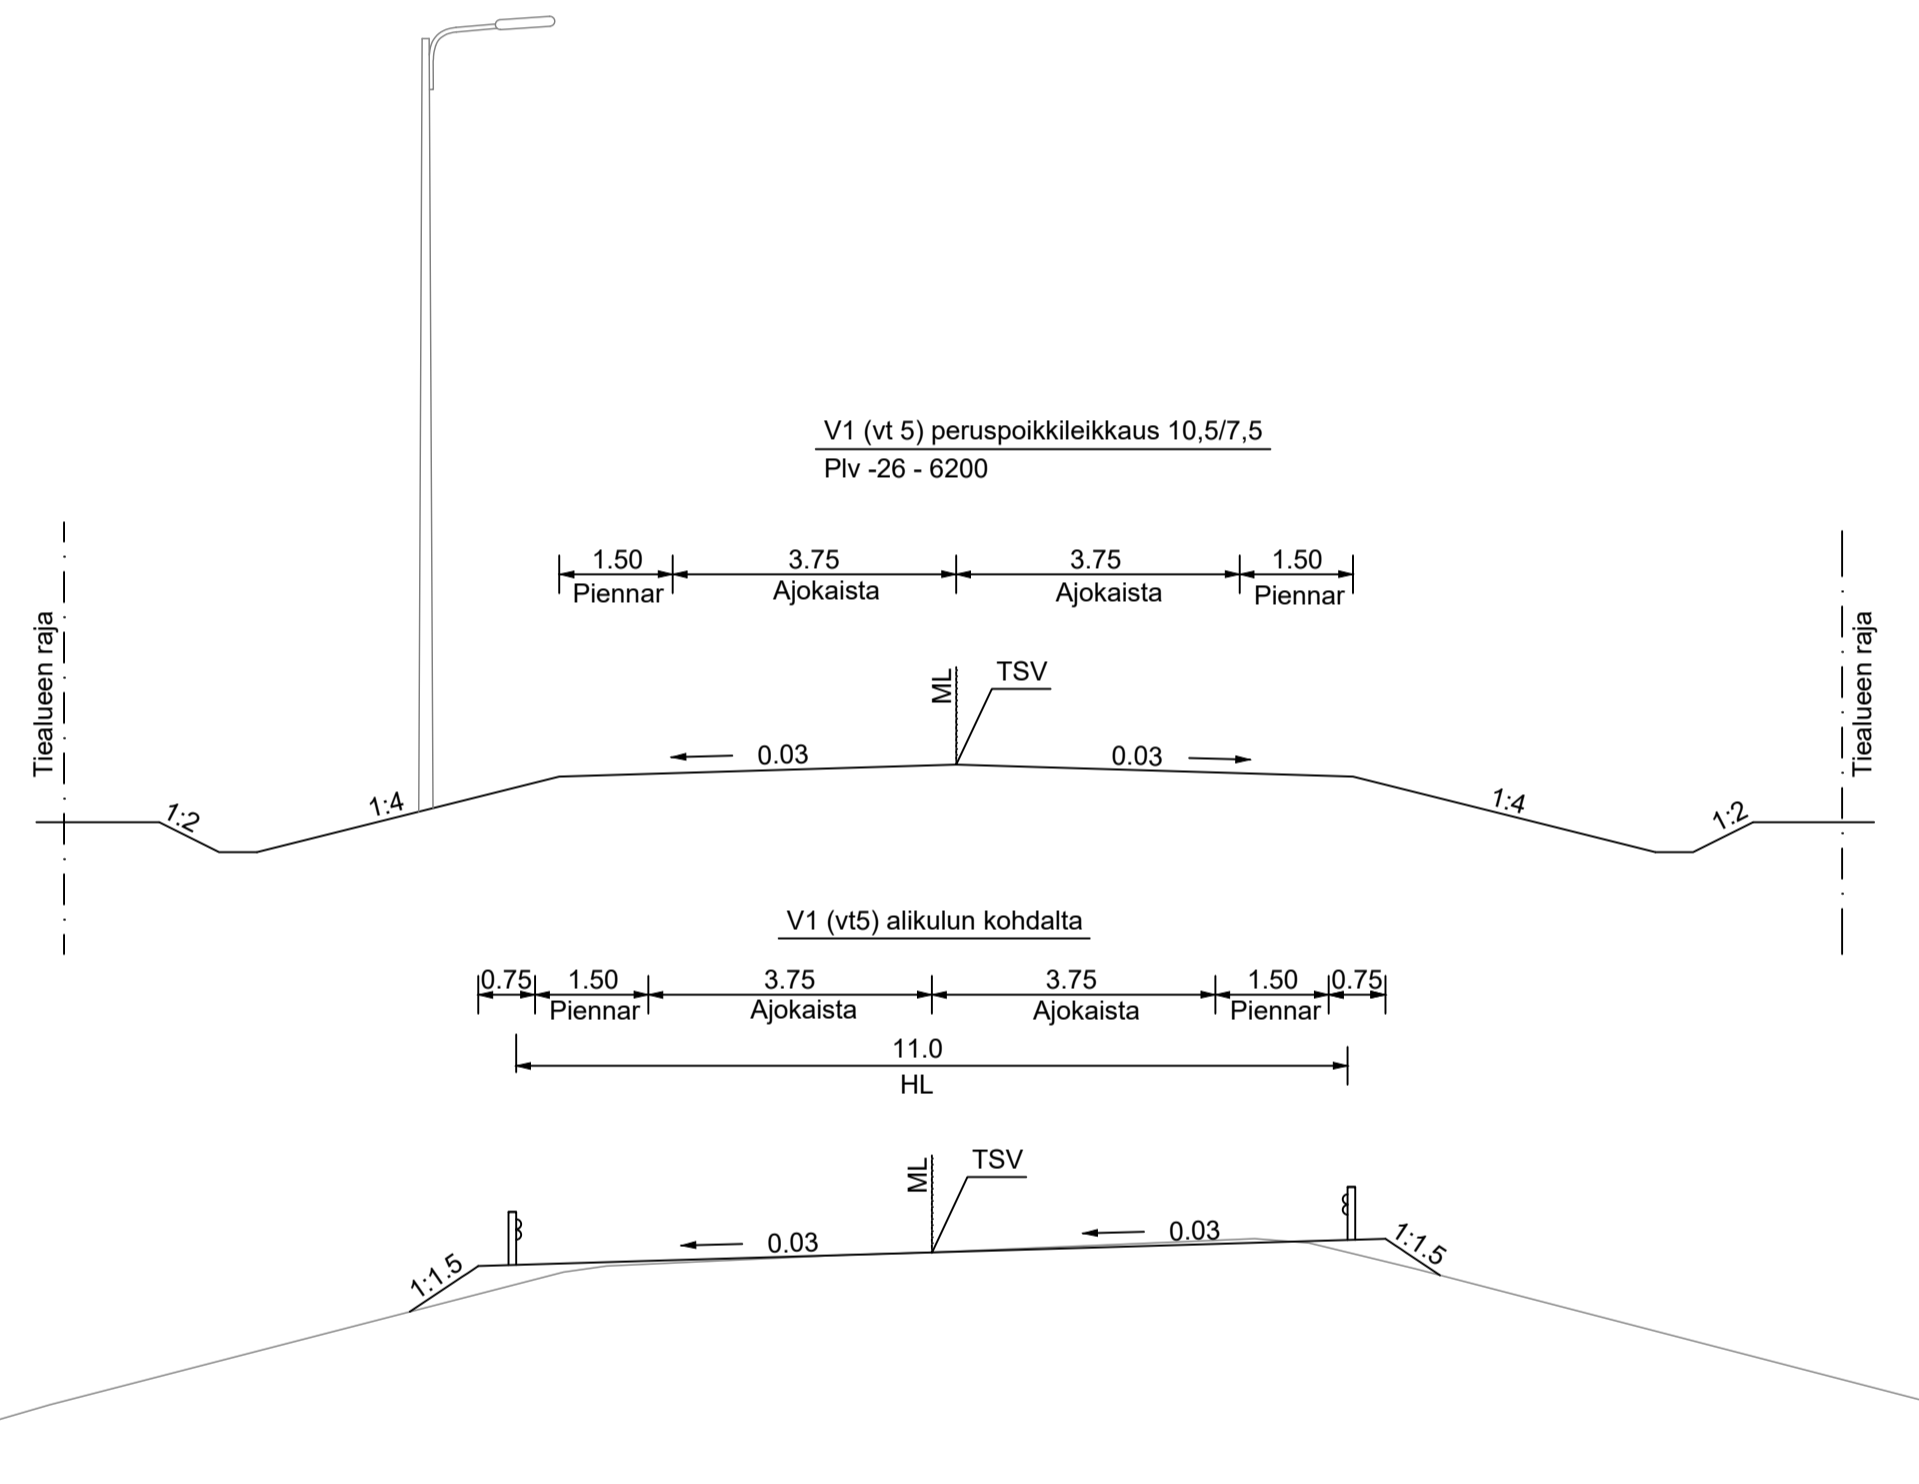 V1 (vt 5) peruspoikkileikkaus 10,5/7,5
Plv -26 - 6200
1.50 3.75 3.75 1.50
Piennar Ajokaista Ajokaista Piennar
Tiealueen raja
Tiealueen raja
ML TSV
0.03 0.03
1:2 1:4 1:4 1:2
V1 (vt5) alikulun kohdalta
0.75 1.50 3.75 3.75 1.50 0.75
Piennar Ajokaista Ajokaista Piennar
11.0
HL
ML TSV
0.03 0.03
1:1.5 1:1.5